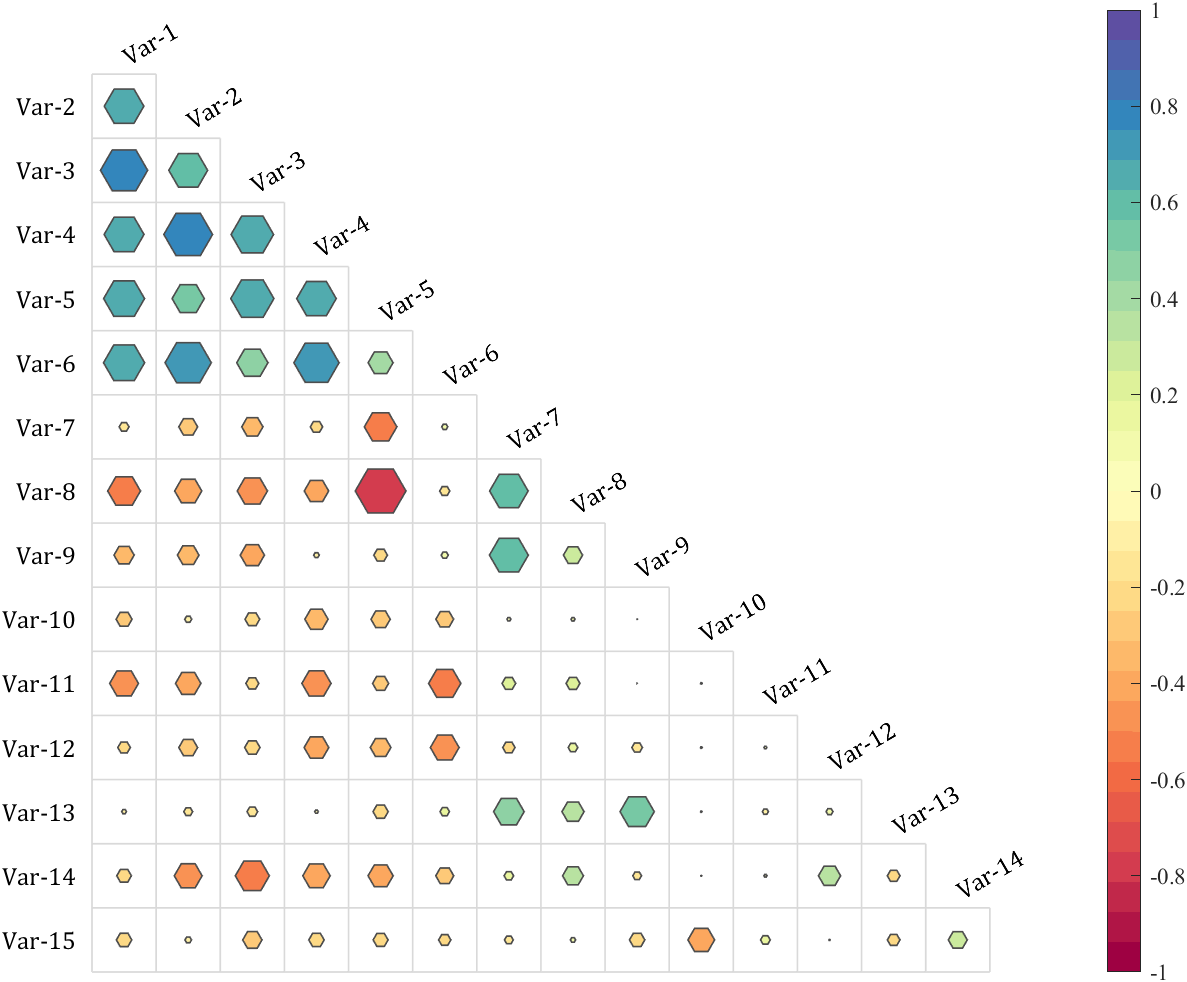 Var-1
Var-2
Var-2
Var-3
Var-3
Var-4
Var-4
Var-5
Var-5
Var-6
Var-6
Var-7
Var-7
Var-8
Var-8
Var-9
Var-9
Var-10
Var-10
Var-11
Var-11
Var-12
Var-12
Var-13
Var-13
Var-14
Var-14
Var-15
1
0.8
0.6
0.4
0.2
0
-0.2
-0.4
-0.6
-0.8
-1